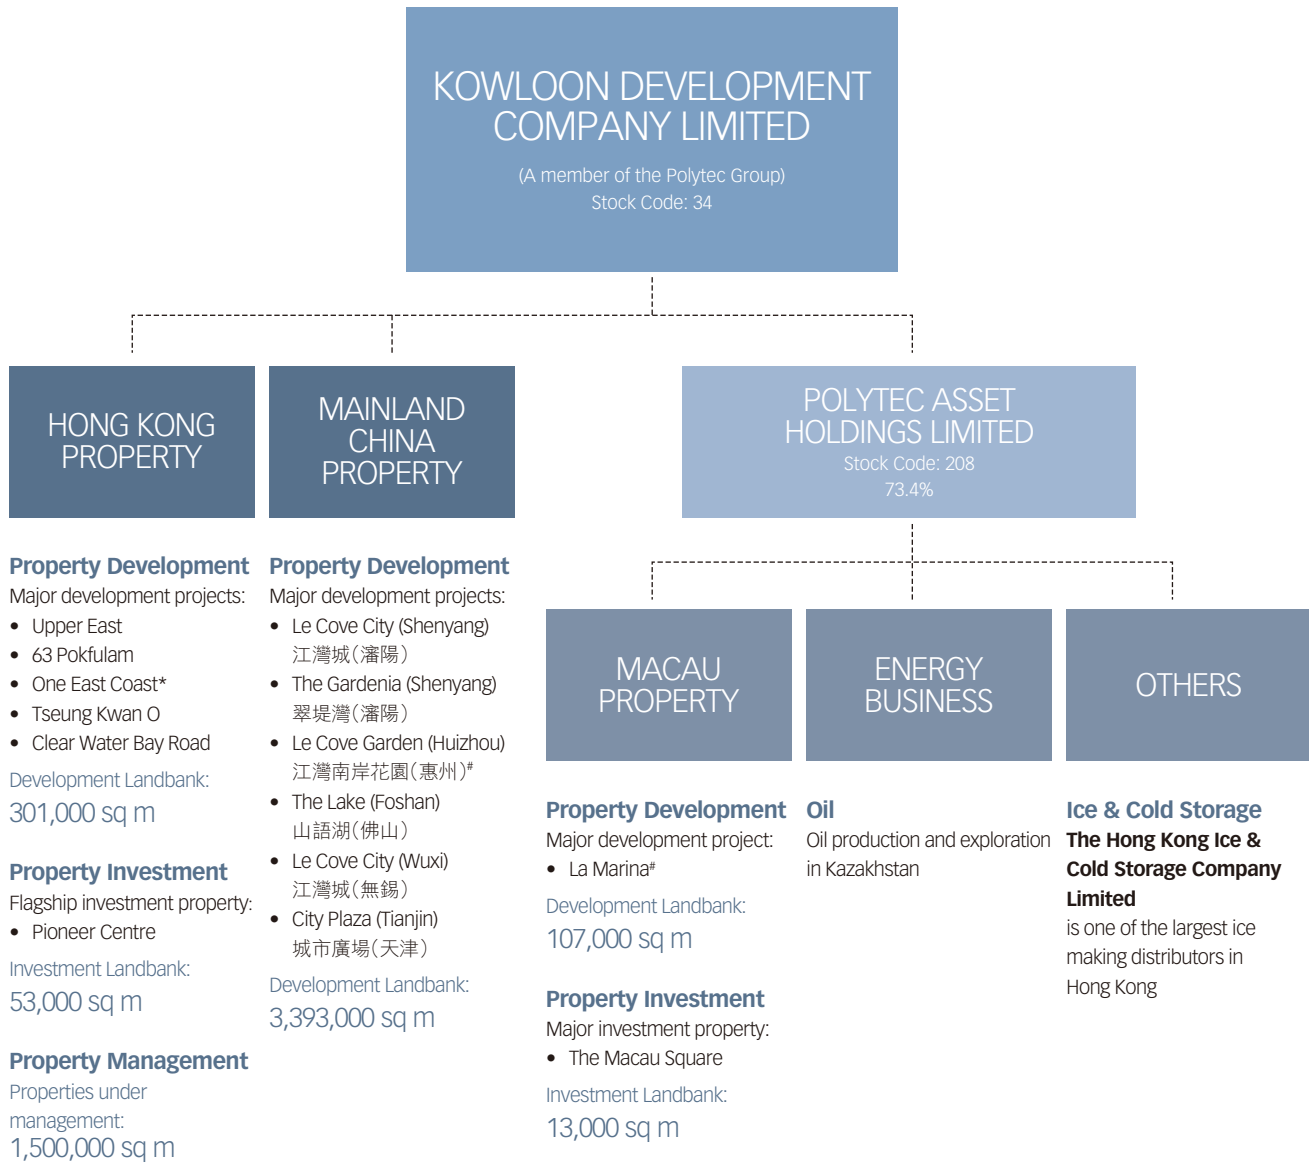 KOWLOON DEVELOPMENT
COMPANY LIMITED
(A member of the Polytec Group)
Stock Code: 34
HONG KONG
PROPERTY
MAINLAND
CHINA
PROPERTY
POLYTEC ASSET
HOLDINGS LIMITED
Stock Code: 208
73.4%
Property Development
Major development projects:
• Upper East
• 63 Pokfulam
• One East Coast*
• Tseung Kwan O
• Clear Water Bay Road
Development Landbank:
301,000 sq m
Property Investment
Flagship investment property:
• Pioneer Centre
Investment Landbank:
53,000 sq m
Property Management
Properties under
management:
1,500,000 sq m
Property Development
Major development projects:
• Le Cove City (Shenyang)
江灣城(瀋陽)
• The Gardenia (Shenyang)
翠堤灣(瀋陽)
• Le Cove Garden (Huizhou)
江灣南岸花園(惠州)#
• The Lake (Foshan)
山語湖(佛山)
• Le Cove City (Wuxi)
江灣城(無錫)
• City Plaza (Tianjin)
城市廣場(天津)
Development Landbank:
3,393,000 sq m
MACAU
PROPERTY
ENERGY
BUSINESS
OTHERS
Property Development
Major development project:
• La Marina#
Development Landbank:
107,000 sq m
Property Investment
Major investment property:
• The Macau Square
Investment Landbank:
13,000 sq m
Oil
Oil production and exploration
in Kazakhstan
Ice & Cold Storage
The Hong Kong Ice &
Cold Storage Company
Limited
is one of the largest ice
making distributors in
Hong Kong